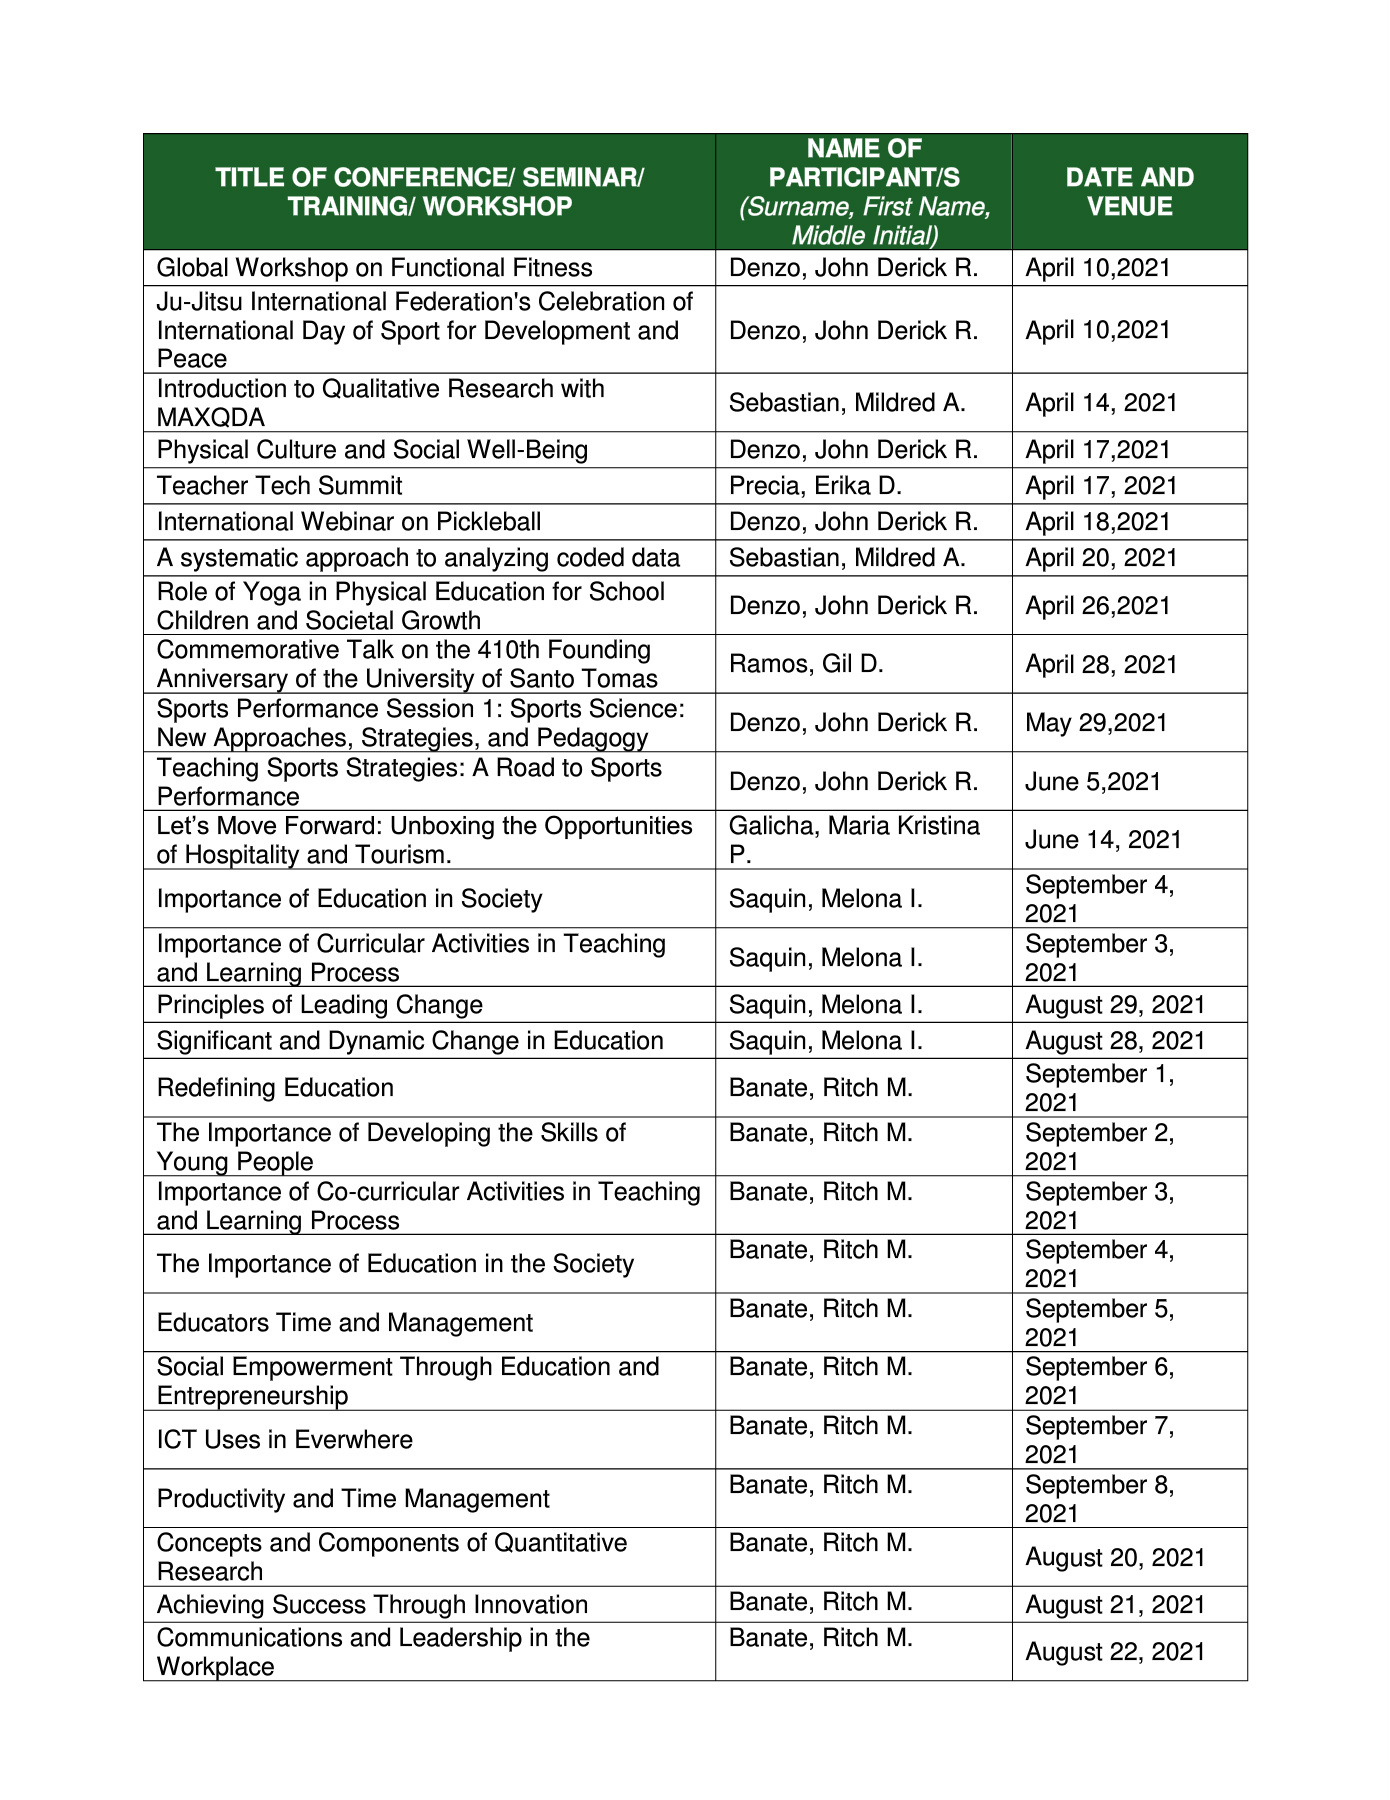 TITLE OF CONFERENCE/ SEMINAR/
TRAINING/ WORKSHOP
NAME OF
PARTICIPANT/S
(Surname, First Name,
Middle Initial)
DATE AND
VENUE
Global Workshop on Functional Fitness
Denzo, John Derick R.
April 10,2021
Ju-Jitsu International Federation's Celebration of
International Day of Sport for Development and
Peace
Denzo, John Derick R.
April 10,2021
Introduction to Qualitative Research with
MAXQDA
Sebastian, Mildred A.
April 14, 2021
Physical Culture and Social Well-Being
Denzo, John Derick R.
April 17,2021
Teacher Tech Summit
Precia, Erika D.
April 17, 2021
International Webinar on Pickleball
Denzo, John Derick R.
April 18,2021
A systematic approach to analyzing coded data
Sebastian, Mildred A.
April 20, 2021
Role of Yoga in Physical Education for School
Children and Societal Growth
Denzo, John Derick R.
April 26,2021
Commemorative Talk on the 410th Founding
Anniversary of the University of Santo Tomas
Ramos, Gil D.
April 28, 2021
Sports Performance Session 1: Sports Science:
New Approaches, Strategies, and Pedagogy
Denzo, John Derick R.
May 29,2021
Teaching Sports Strategies: A Road to Sports
Performance
Denzo, John Derick R.
June 5,2021
Let’s Move Forward: Unboxing the Opportunities
of Hospitality and Tourism.
Galicha, Maria Kristina
P.
June 14, 2021
Importance of Education in Society
Saquin, Melona I.
September 4,
2021
Importance of Curricular Activities in Teaching
and Learning Process
Saquin, Melona I.
September 3,
2021
Principles of Leading Change
Saquin, Melona I.
August 29, 2021
Significant and Dynamic Change in Education
Saquin, Melona I.
August 28, 2021
Redefining Education
Banate, Ritch M.
September 1,
2021
The Importance of Developing the Skills of
Young People
Banate, Ritch M.
September 2,
2021
Importance of Co-curricular Activities in Teaching
and Learning Process
Banate, Ritch M.
September 3,
2021
The Importance of Education in the Society
Banate, Ritch M.
September 4,
2021
Educators Time and Management
Banate, Ritch M.
September 5,
2021
Social Empowerment Through Education and
Entrepreneurship
Banate, Ritch M.
September 6,
2021
ICT Uses in Everwhere
Banate, Ritch M.
September 7,
2021
Productivity and Time Management
Banate, Ritch M.
September 8,
2021
Concepts and Components of Quantitative
Research
Banate, Ritch M.
August 20, 2021
Achieving Success Through Innovation
Banate, Ritch M.
August 21, 2021
Communications and Leadership in the
Workplace
Banate, Ritch M.
August 22, 2021